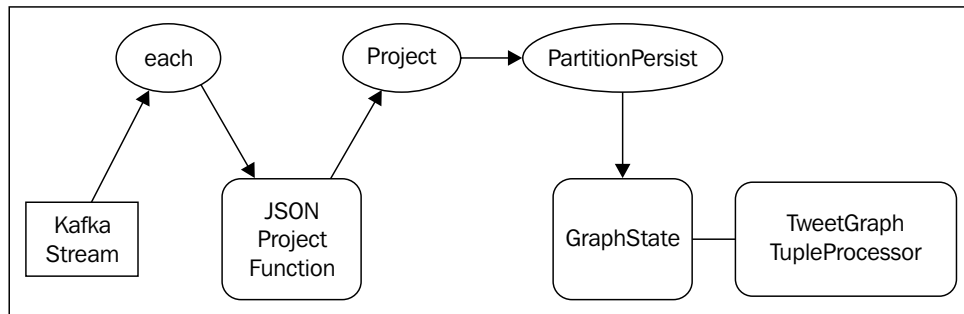 each
Project
PartitionPersist
Kafka
Stream
JSON
Project
Function
GraphState
TweetGraph
TupleProcessor